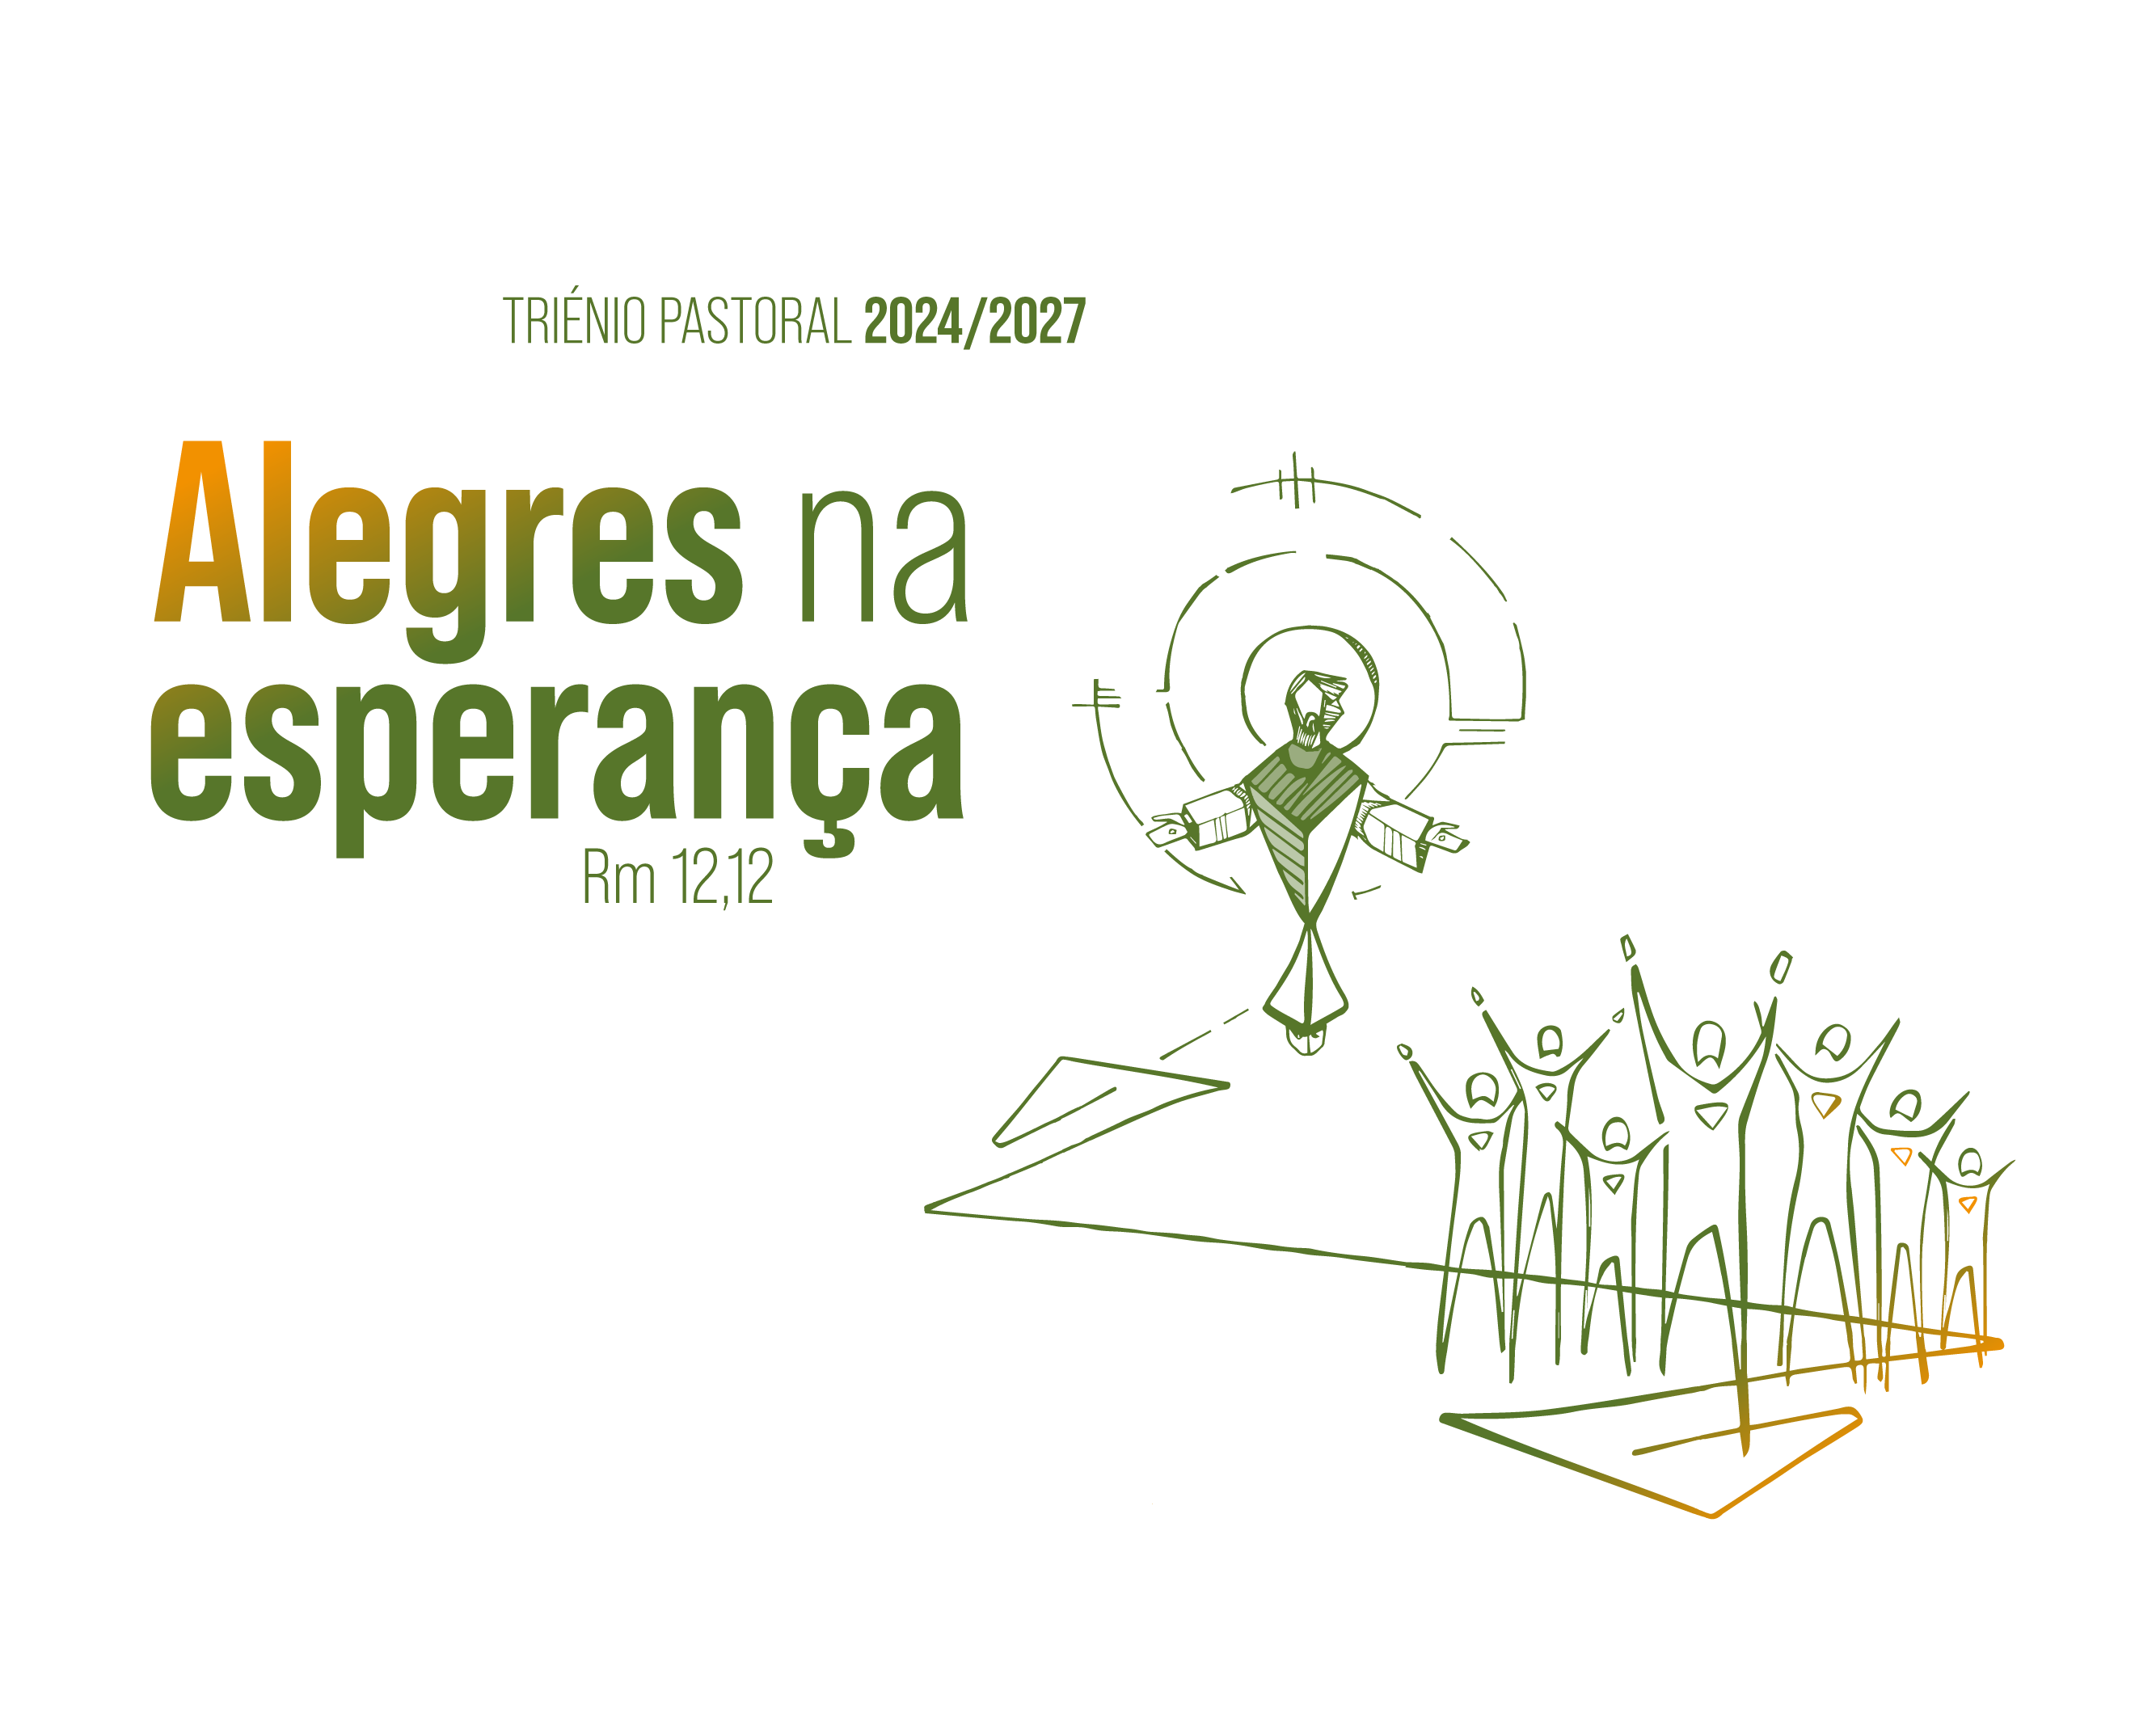 TRIÉNIO PASTORAL 2024/2027
Alegres na
esperança
Rm 12,12